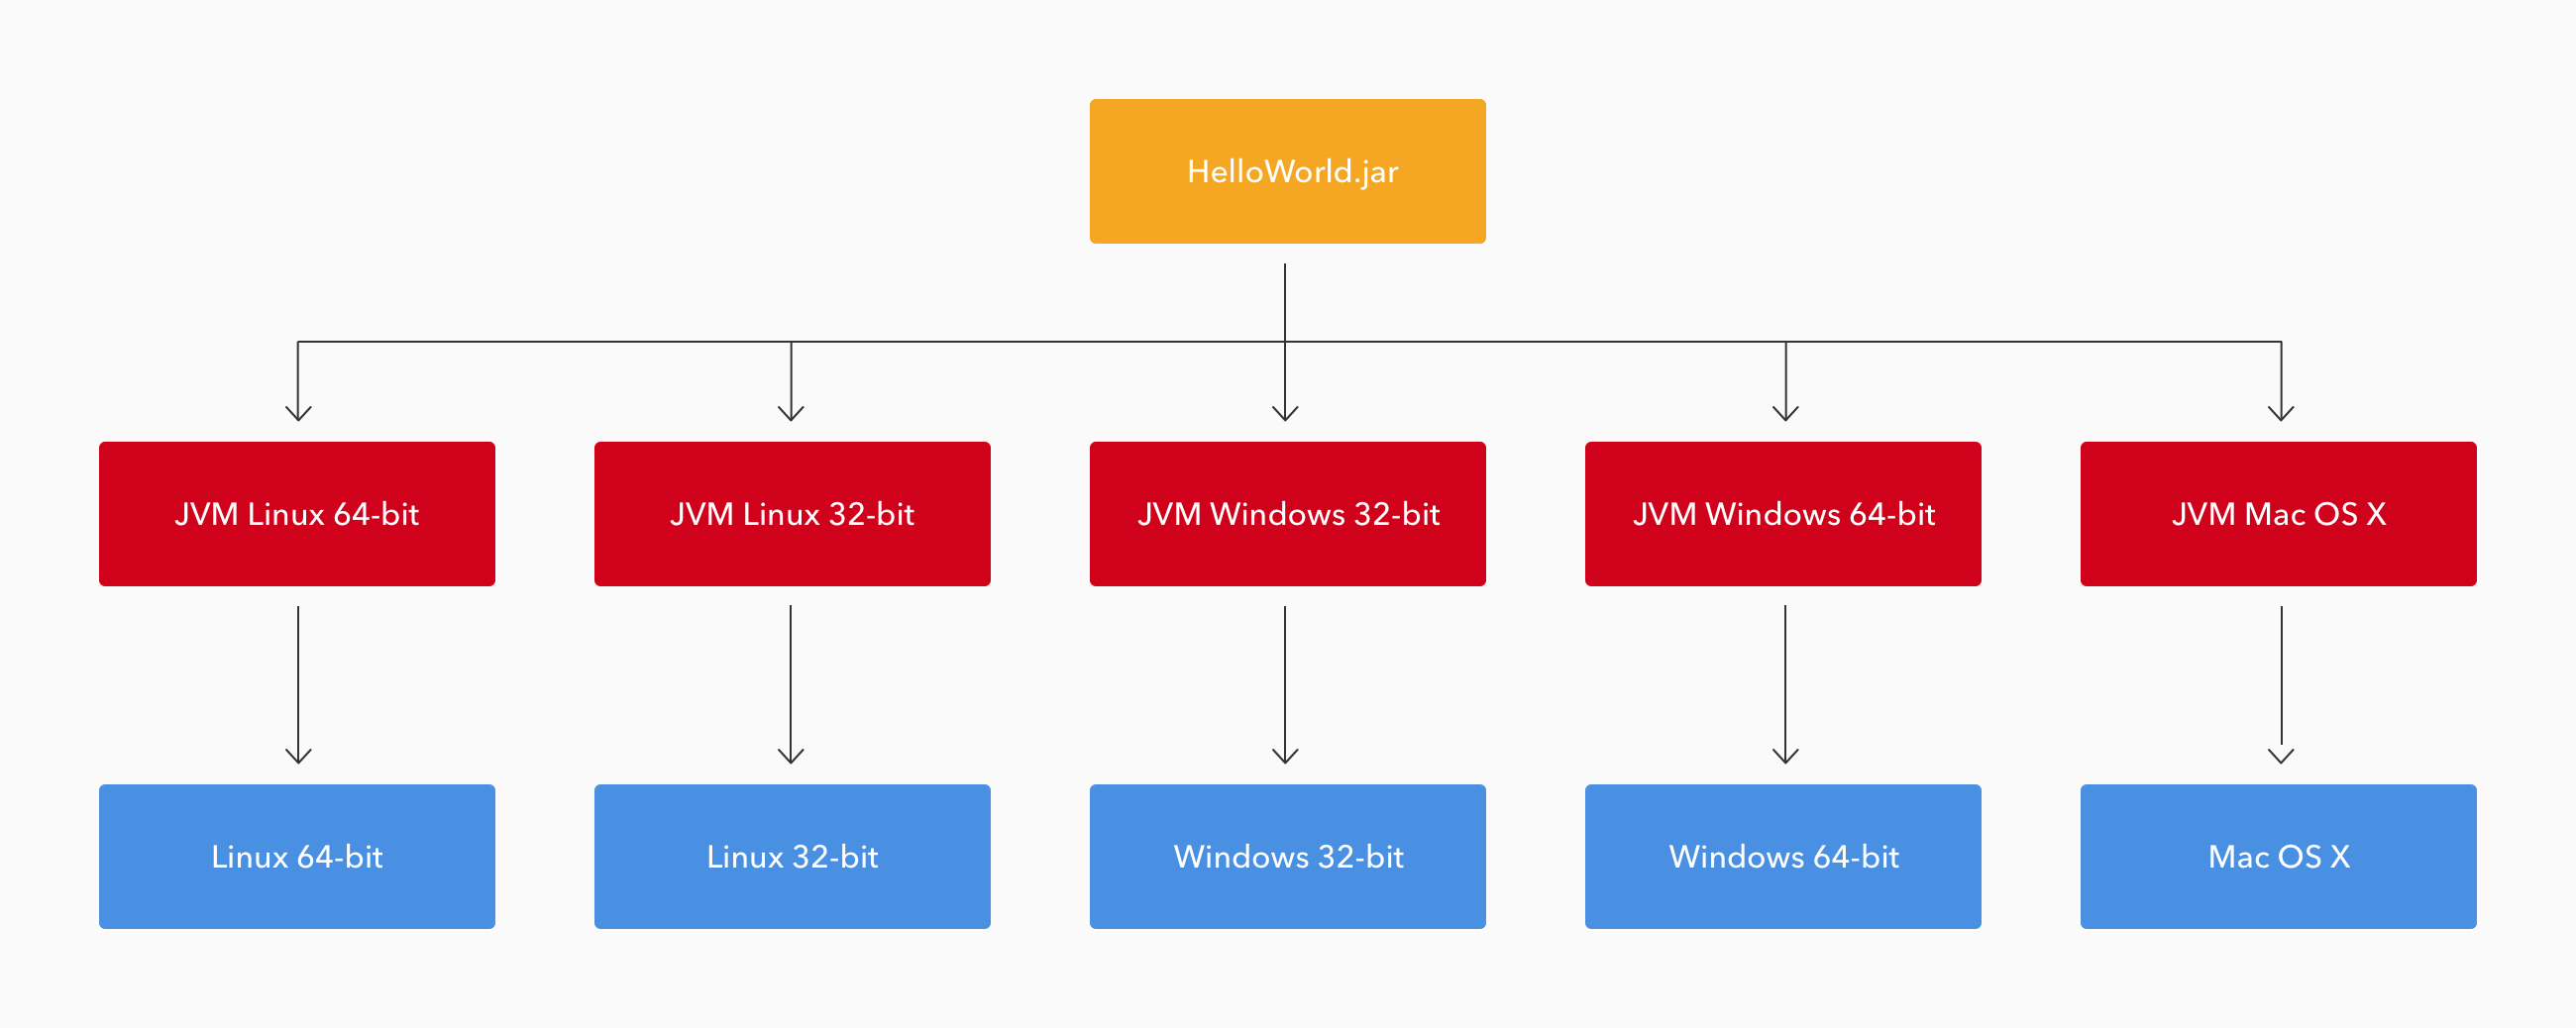 HelloWorld.jar
JVM Linux 64-bit
JVM Linux 32-bit
JVM Windows 32-bit
JVM Windows 64-bit
JVM Mac OS X
Linux 64-bit
Linux 32-bit
Windows 32-bit
Windows 64-bit
Mac OS X